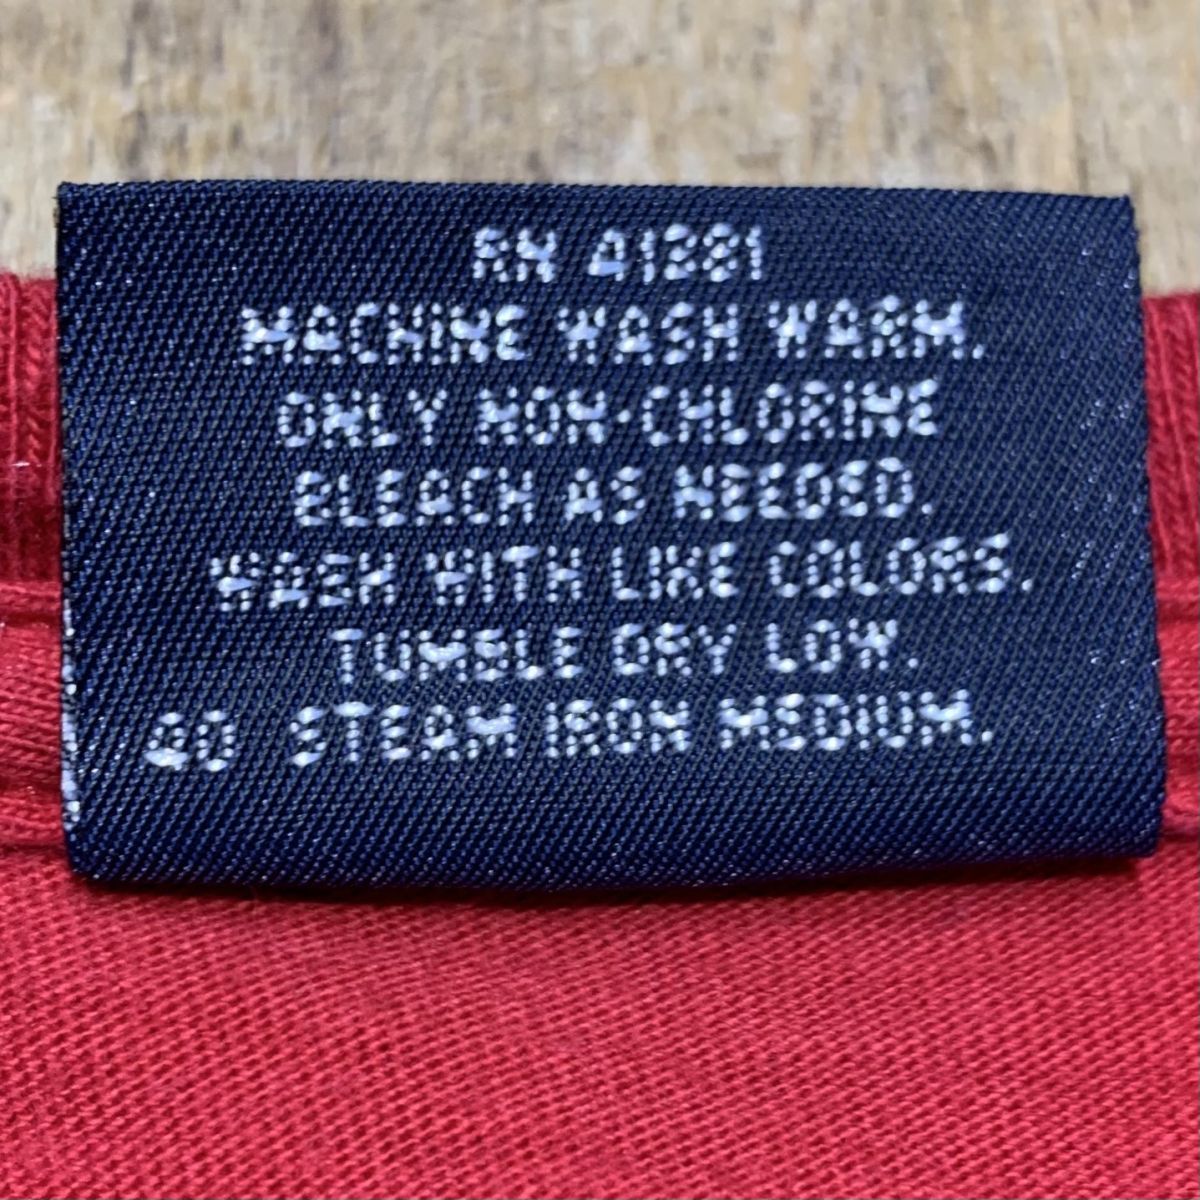 RN 41381
MACHINE WASH WARM.
ONLY NON-CHLORINE
BLEACH AS NEEDED.
WASH WITH LIKE COLORS.
TUMBLE DRY LOW.
40 STEAM IRON MEDIUM.